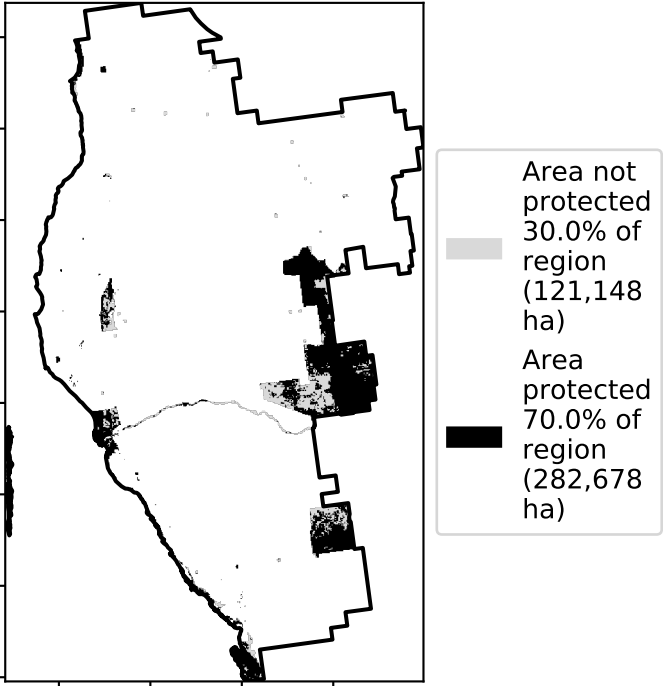 Area not
protected
30.0% of
region
(121,148
ha)
Area
protected
70.0% of
region
(282,678
ha)